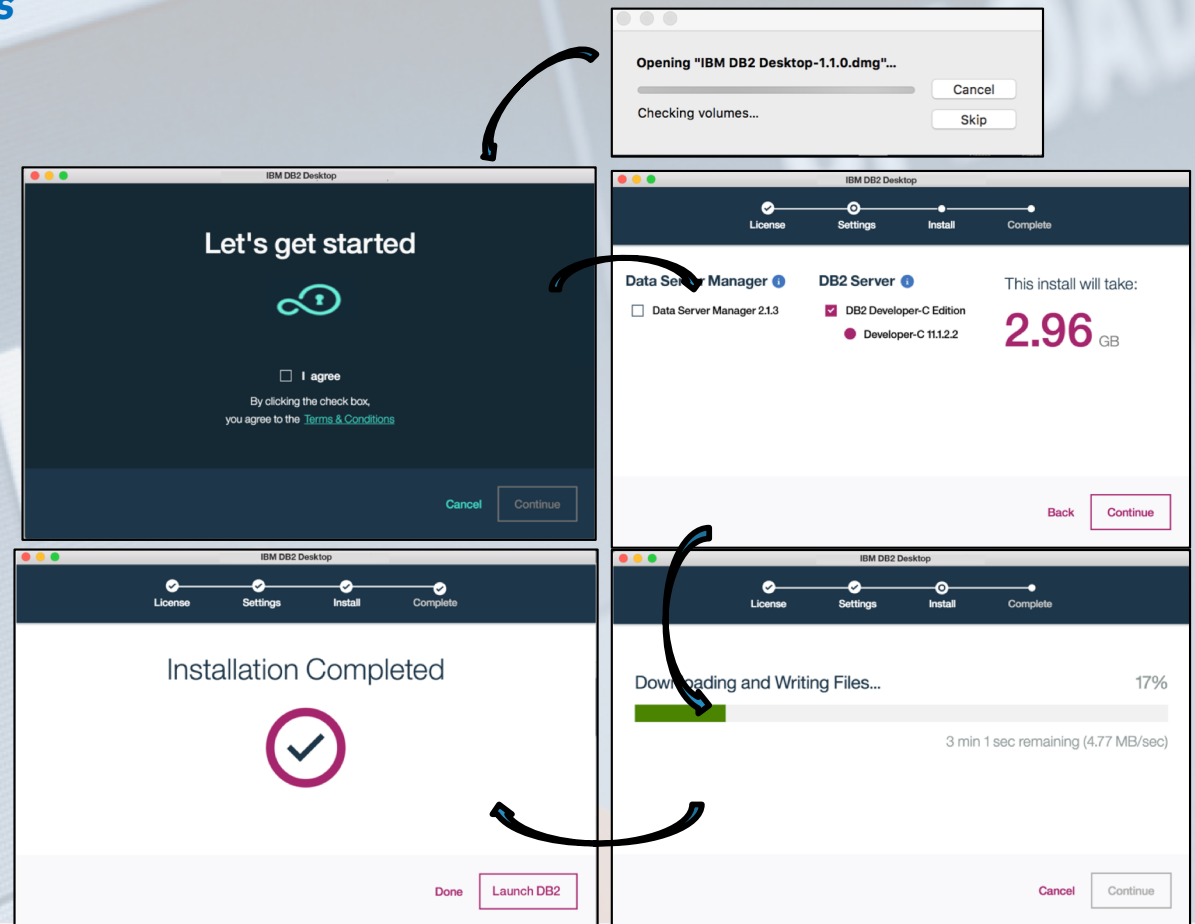 s
Opening "IBM DB2 Desktop-1.1.0.dmg"...
Cancel
Checking volumes...
Skip
IBM DB2 Desktop
Let's get started
I agree
By clicking the check box,
you agree to the Terms & Conditions
Cancel
Continue
IBM DB2 Desktop
License Settings Install Complete
Data Server Manager
DB2 Server
This install will take:
Data Server Manager 2.1.3
DB2 Developer-C Edition
Developer-C 11.1.2.2
2.96 GB
Back
Continue
IBM DB2 Desktop
License Settings Install Complete
Downloading and Writing Files...
17%
3 min 1 sec remaining (4.77 MB/sec)
Cancel
Continue
IBM DB2 Desktop
License Settings Install Complete
Installation Completed
Done
Launch DB2